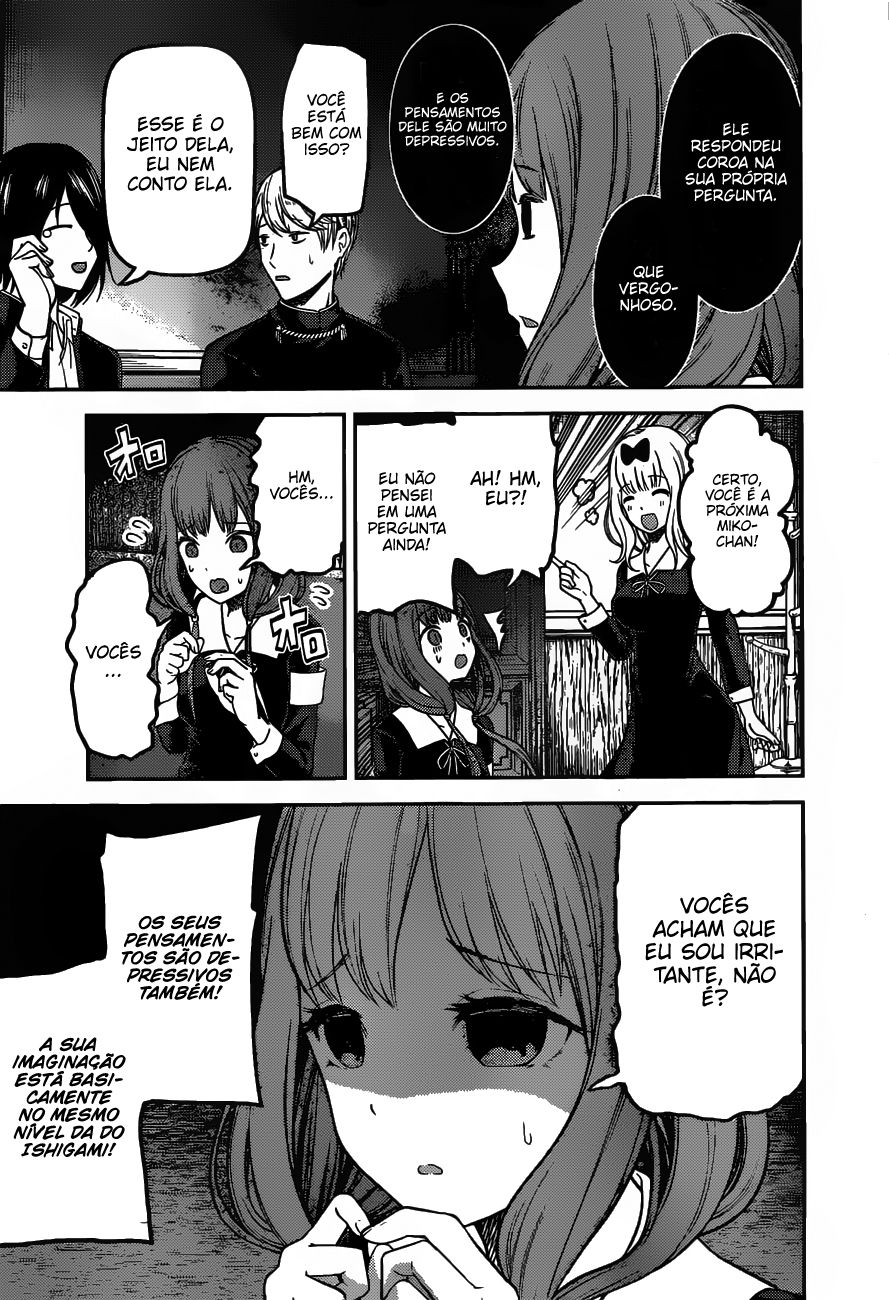 ELE
RESPONDEU
COROA NA
SUA PRÓPRIA
PERGUNTA.
QUE
VERGO-
NHOSO.
E OS
PENSAMENTOS
DELE SÃO MUITO
DEPRESSIVOS.
VOCÊ
ESTÁ
BEM COM
ISSO?
ESSE É O
JEITO DELA,
EU NEM
CONTO ELA.
CERTO,
VOCÊ É A
PRÓXIMA
MIKO-
CHAN!
AH! HM,
EU?!
EU NÃO
PENSEI
EM UMA
PERGUNTA
AINDA!
HM,
VOCÊS...
オロ
オロ
VOCÊS
...
VOCÊS
ACHAM QUE
EU SOU IRRI-
TANTE, NÃO
É?
OS SEUS
PENSAMEN-
TOS SÃO DE-
PRESSIVOS
TAMBÉM!
A SUA
IMAGINAÇÃO
ESTÁ BASI-
CAMENTE
NO MESMO
NÍVEL DA DO
ISHIGAMI!